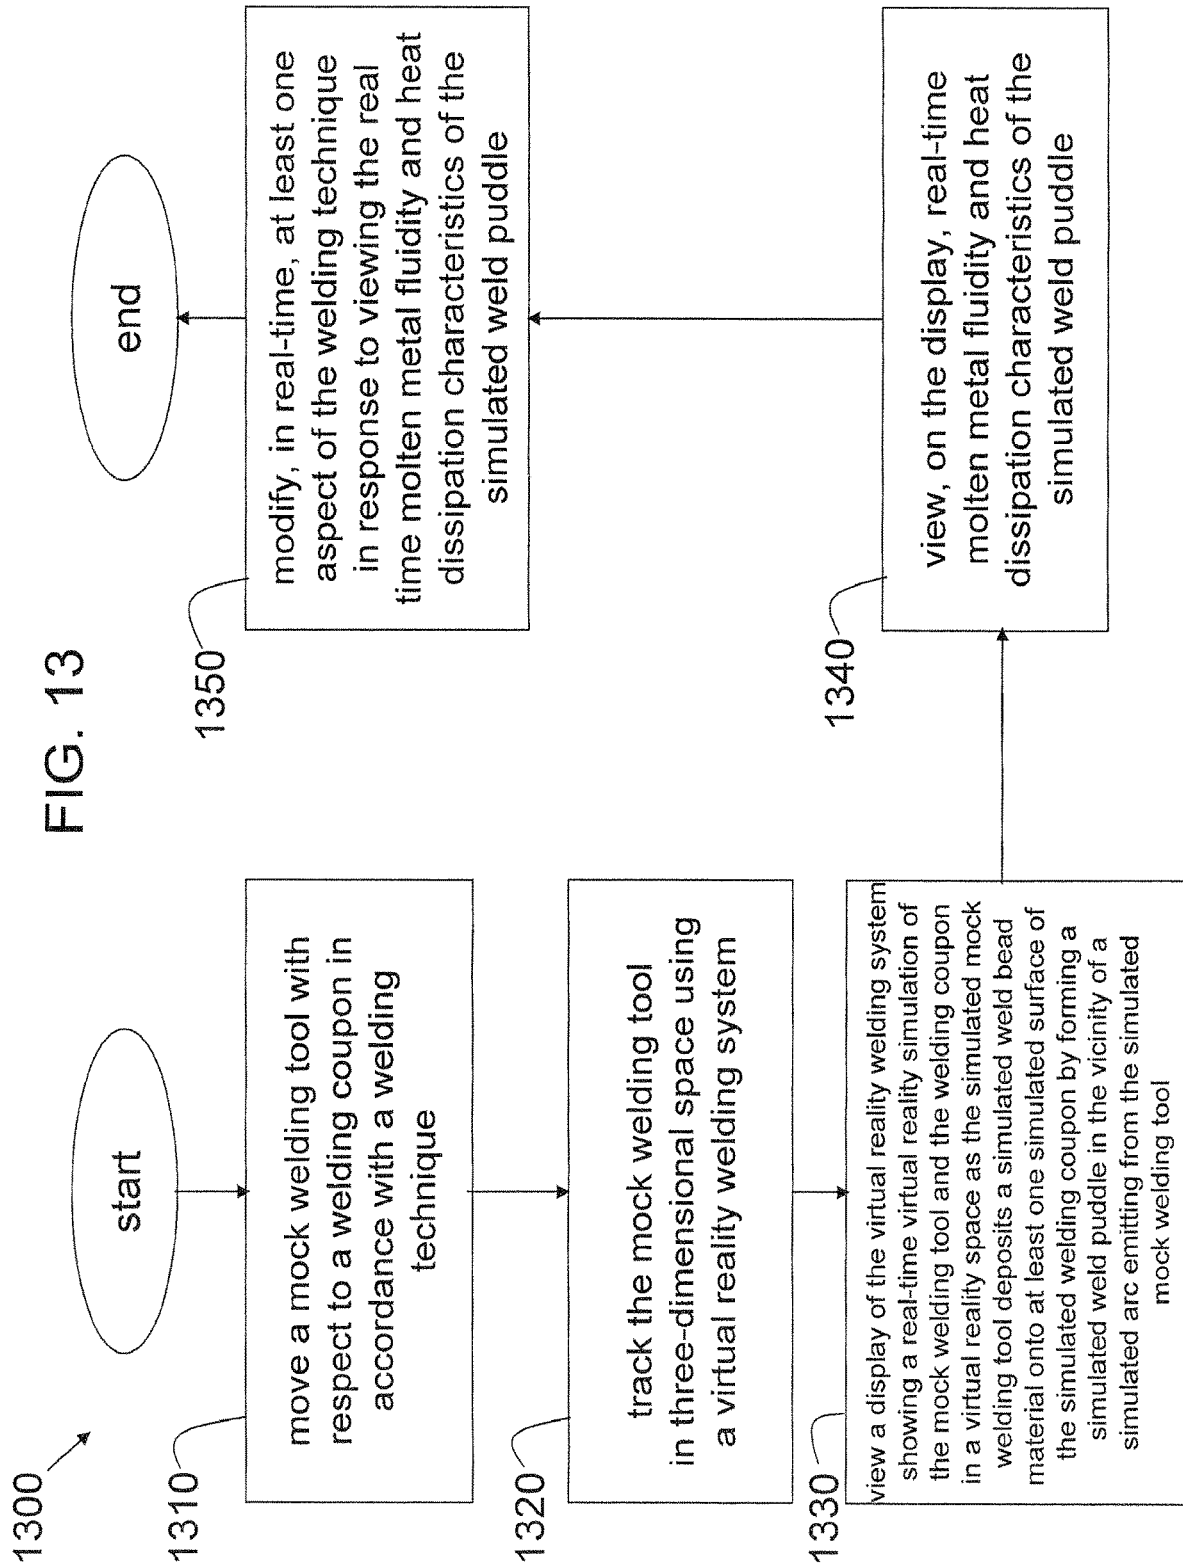 FIG. 13
1300
start
1310
move a mock welding tool with
respect to a welding coupon in
accordance with a welding
technique
1320
track the mock welding tool
in three-dimensional space using
a virtual reality welding system
1330
view a display of the virtual reality welding system
showing a real-time virtual reality simulation of
the mock welding tool and the welding coupon
in a virtual reality space as the simulated mock
welding tool deposits a simulated weld bead
material onto at least one simulated surface of
the simulated welding coupon by forming a
simulated weld puddle in the vicinity of a
simulated arc emitting from the simulated
mock welding tool
1340
view, on the display, real-time
molten metal fluidity and heat
dissipation characteristics of the
simulated weld puddle
1350
modify, in real-time, at least one
aspect of the welding technique
in response to viewing the real
time molten metal fluidity and heat
dissipation characteristics of the
simulated weld puddle
end